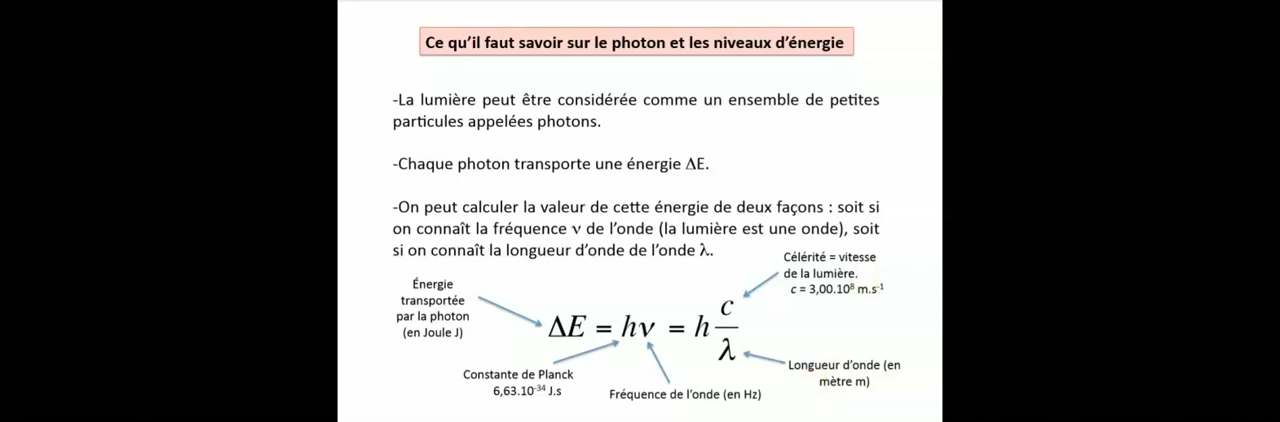 Ce qu'il faut savoir sur le photon et les niveaux d'énergie
-La lumière peut être considérée comme un ensemble de petites
particules appelées photons.
-Chaque photon transporte une énergie ΔE.
-On peut calculer la valeur de cette énergie de deux façons : soit si
on connaît la fréquence ν de l'onde (la lumière est une onde), soit
si on connaît la longueur d'onde de l'onde λ.
Célérité = vitesse
de la lumière.
c = 3,00.10⁸ m.s⁻¹
Énergie
transportée
par la photon
(en Joule J)
ΔE = hν = h c/λ
Constante de Planck
6,63.10⁻³⁴ J.s
Fréquence de l'onde (en Hz)
Longueur d'onde (en
mètre m)